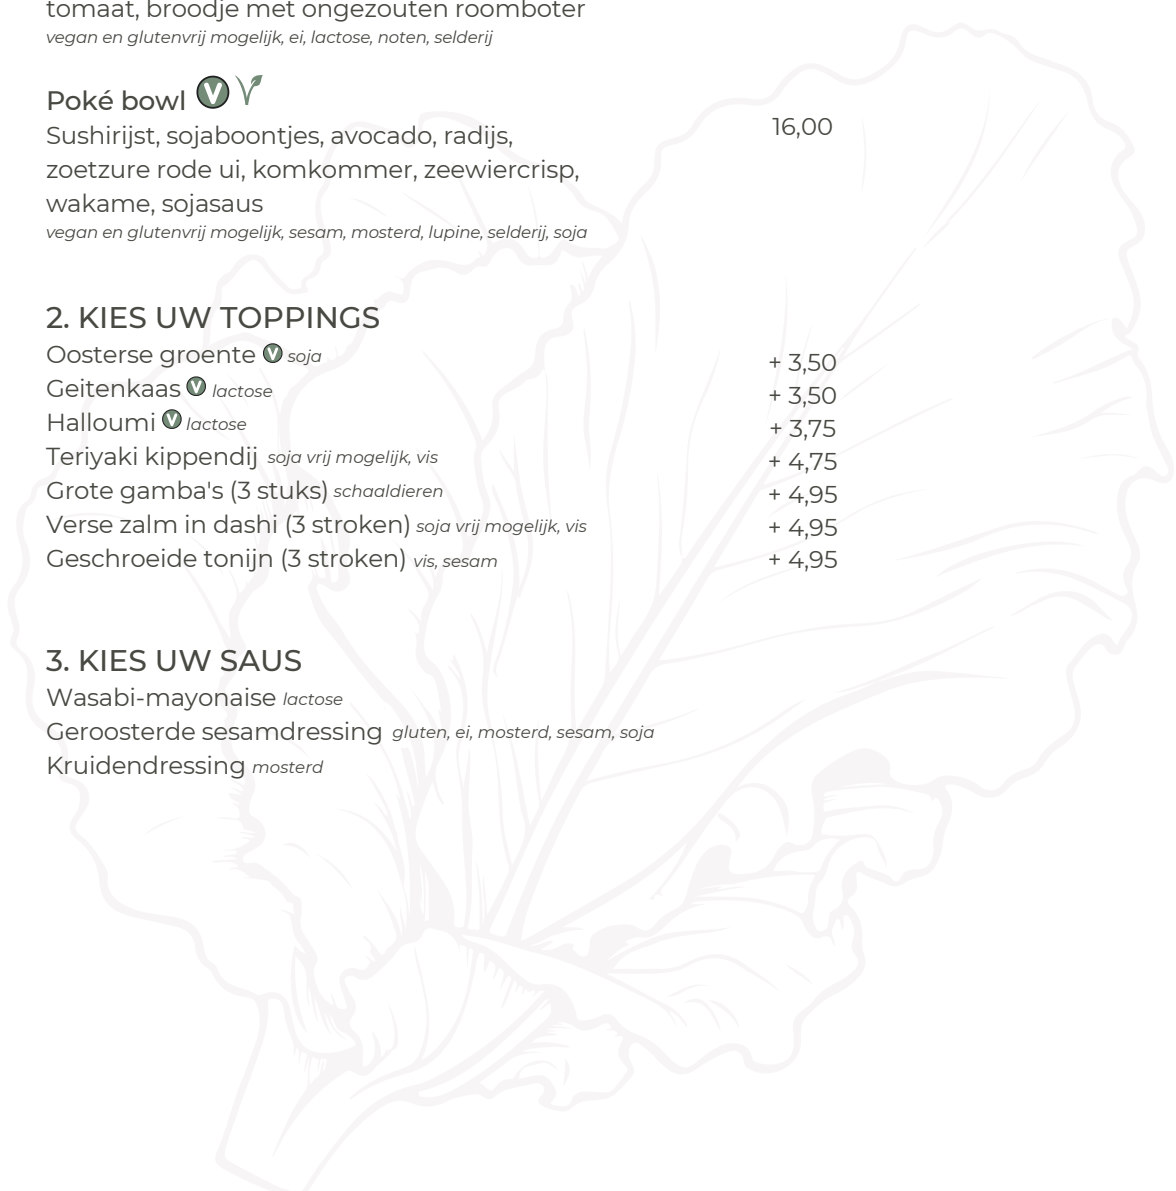 tomaat, broodje met ongezouten roomboter
vegan en glutenvrij mogelijk, ei, lactose, noten, selderij
Poké bowl V V
16,00
Sushirijst, sojaboontjes, avocado, radijs,
zoetzure rode ui, komkommer, zeewiercrisp,
wakame, sojasaus
vegan en glutenvrij mogelijk, sesam, mosterd, lupine, selderij, soja
2. KIES UW TOPPINGS
Oosterse groente V soja + 3,50
Geitenkaas V lactose + 3,50
Halloumi V lactose + 3,75
Teriyaki kippendij soja vrij mogelijk, vis + 4,75
Grote gamba's (3 stuks) schaaldieren + 4,95
Verse zalm in dashi (3 stroken) soja vrij mogelijk, vis + 4,95
Geschroeide tonijn (3 stroken) vis, sesam + 4,95
3. KIES UW SAUS
Wasabi-mayonaise lactose
Geroosterde sesamdressing gluten, ei, mosterd, sesam, soja
Kruidendressing mosterd